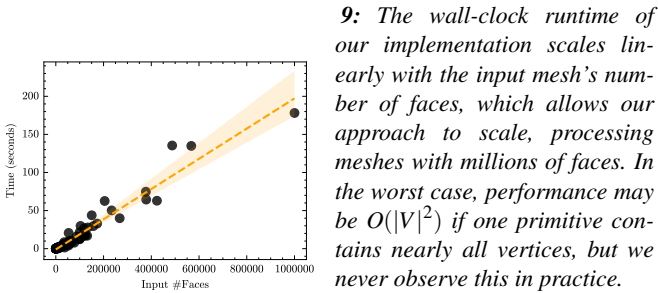 9: The wall-clock runtime of
our implementation scales lin-
early with the input mesh's num-
ber of faces, which allows our
approach to scale, processing
meshes with millions of faces. In
the worst case, performance may
be O(|V|²) if one primitive con-
tains nearly all vertices, but we
never observe this in practice.
Time (seconds)
200
150
100
50
0
0 200000 400000 600000 800000 1000000
Input #Faces